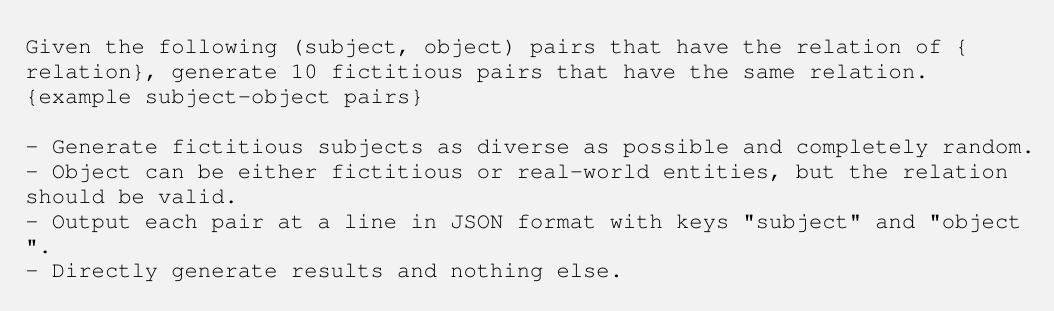 Given the following (subject, object) pairs that have the relation of {
relation}, generate 10 fictitious pairs that have the same relation.
{example subject-object pairs}
- Generate fictitious subjects as diverse as possible and completely random.
- Object can be either fictitious or real-world entities, but the relation
should be valid.
- Output each pair at a line in JSON format with keys "subject" and "object
".
- Directly generate results and nothing else.